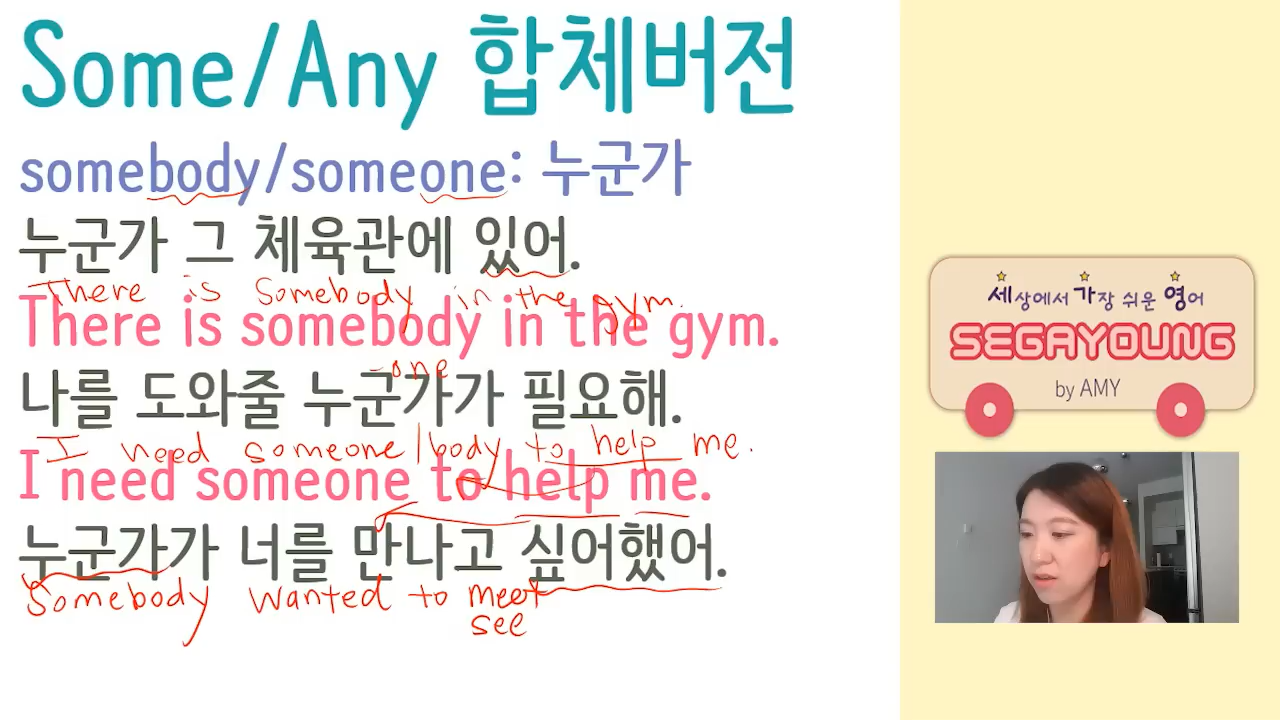 Some/Any 합체버전
somebody/someone: 누군가
누군가 그 체육관에 있어.
There is Somebody in the gym.
There is somebody in the gym.
-one
나를 도와줄 누군가가 필요해.
I need someone/body to help me.
I need someone to help me.
누군가가 너를 만나고 싶어했어.
Somebody wanted to meet
see
세상에서 가장 쉬운 영어
SEGAYOUNG
by AMY